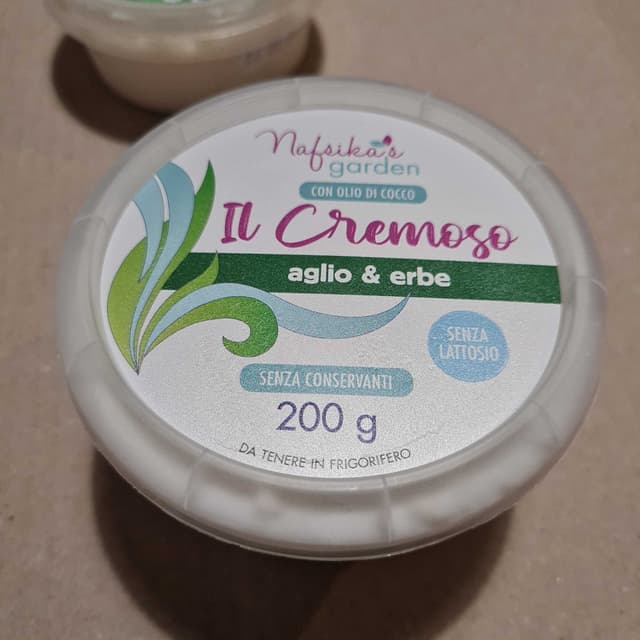 Nafsika's
garden
CON OLIO DI COCCO
Il Cremoso
aglio & erbe
SENZA
LATTOSIO
SENZA CONSERVANTI
200 g
DA TENERE IN FRIGORIFERO